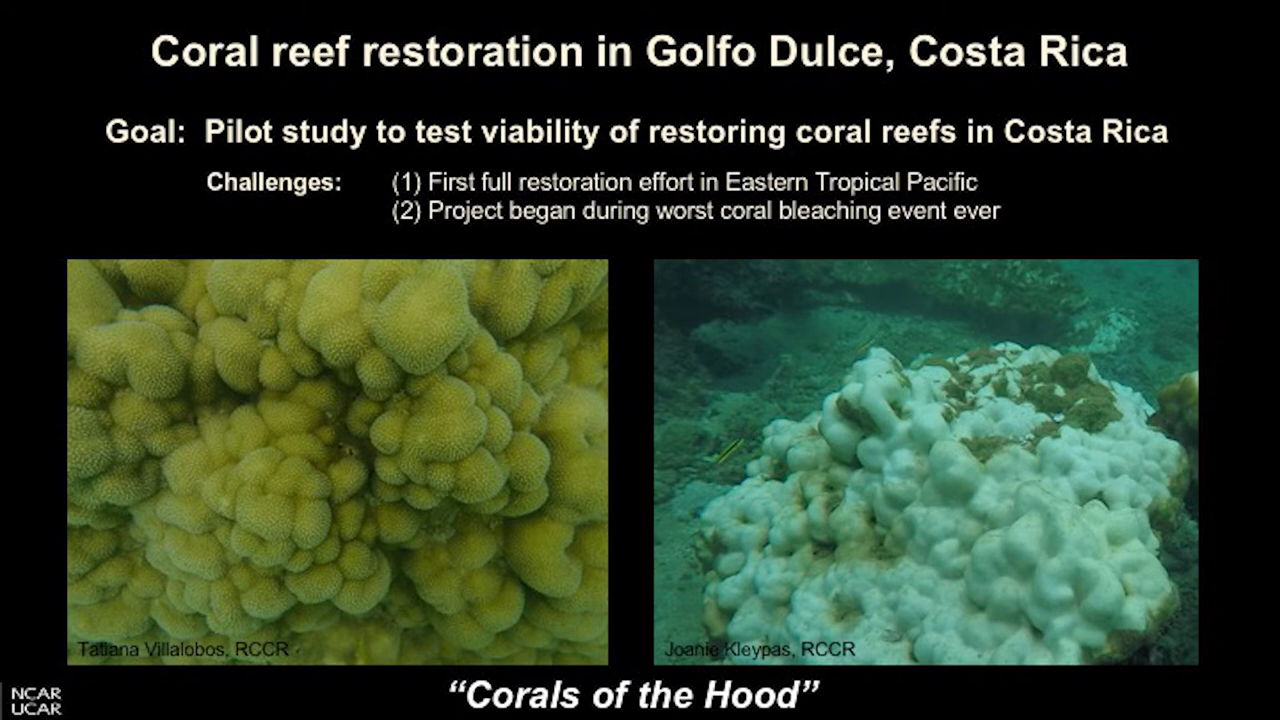 Coral reef restoration in Golfo Dulce, Costa Rica
Goal: Pilot study to test viability of restoring coral reefs in Costa Rica
Challenges: (1) First full restoration effort in Eastern Tropical Pacific
(2) Project began during worst coral bleaching event ever
Tatiana Villalobos, RCCR
Joanie Kleypas, RCCR
“Corals of the Hood”
NCAR
UCAR